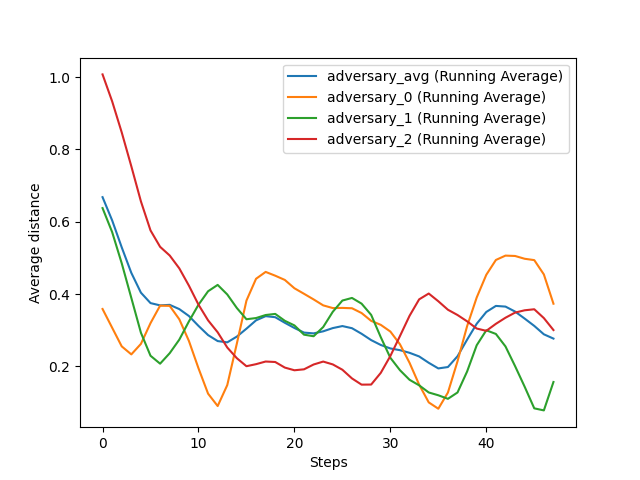 adversary_avg (Running Average)
adversary_0 (Running Average)
adversary_1 (Running Average)
adversary_2 (Running Average)
1.0
0.8
0.6
0.4
0.2
Average distance
0 10 20 30 40
Steps